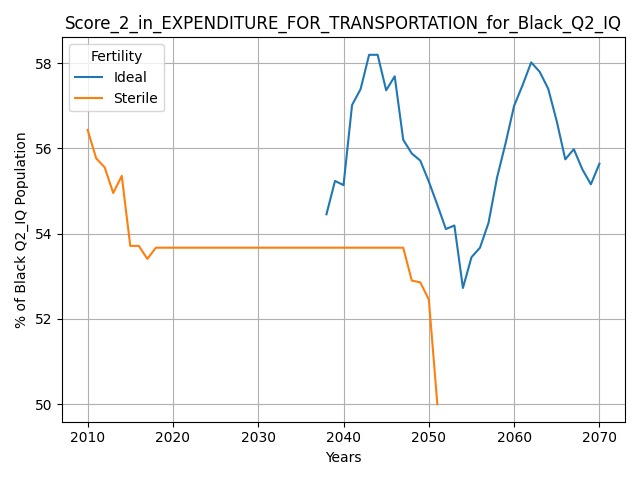 Score_2_in_EXPENDITURE_FOR_TRANSPORTATION_for_Black_Q2_IQ
Fertility
Ideal
Sterile
% of Black Q2_IQ Population
58
56
54
52
50
2010 2020 2030 2040 2050 2060 2070
Years